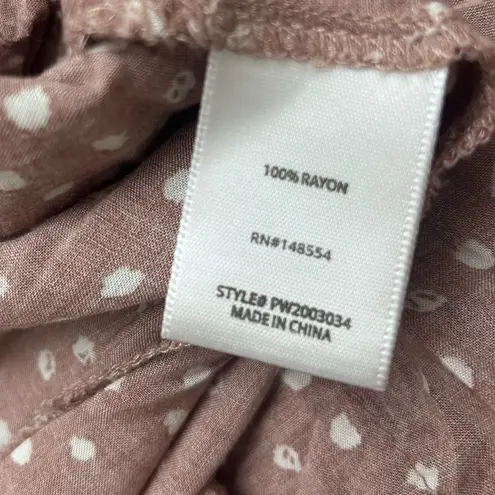 100% RAYON
RN#148554
STYLE# PW2003034
MADE IN CHINA